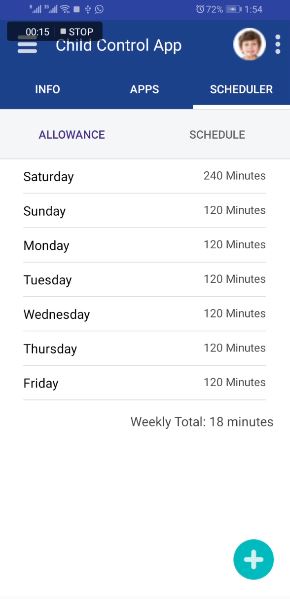 72% 1:54
00:15 STOP
Child Control App
INFO APPS SCHEDULER
ALLOWANCE SCHEDULE
Saturday 240 Minutes
Sunday 120 Minutes
Monday 120 Minutes
Tuesday 120 Minutes
Wednesday 120 Minutes
Thursday 120 Minutes
Friday 120 Minutes
Weekly Total: 18 minutes